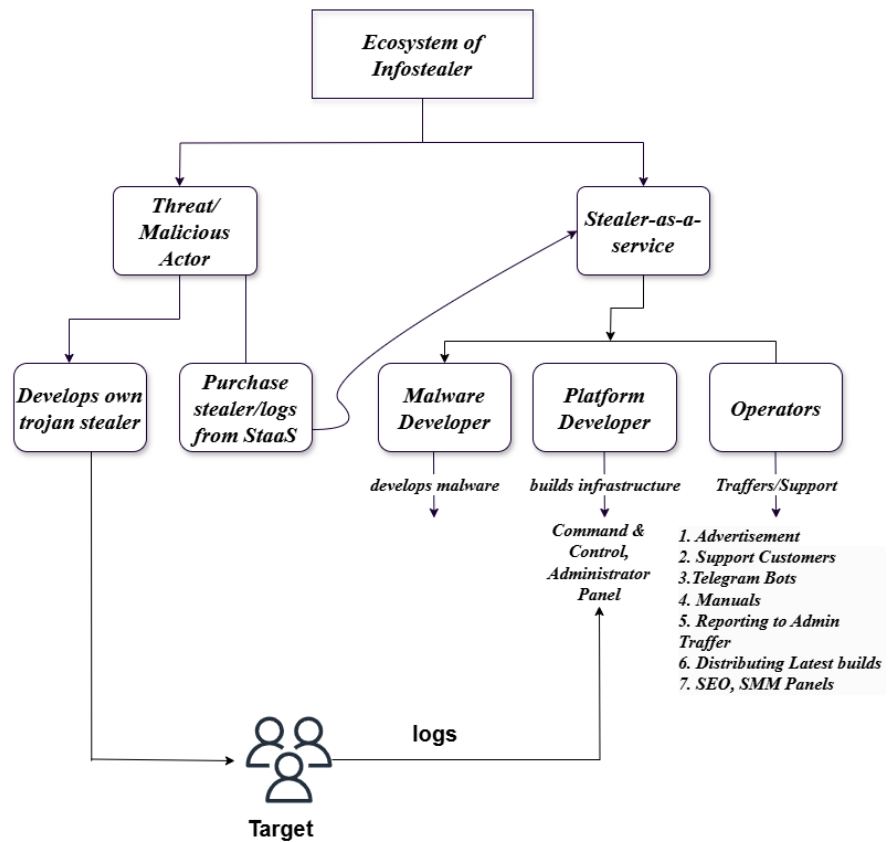 Ecosystem of
Infostealer
Threat/
Malicious
Actor
Stealer-as-a-
service
Develops own
trojan stealer
Purchase
stealer/logs
from StaaS
Malware
Developer
Platform
Developer
Operators
develops malware
builds infrastructure
Traffers/Support
Command &
Control,
Administrator
Panel
1. Advertisement
2. Support Customers
3.Telegram Bots
4. Manuals
5. Reporting to Admin
Traffer
6. Distributing Latest builds
7. SEO, SMM Panels
logs
Target